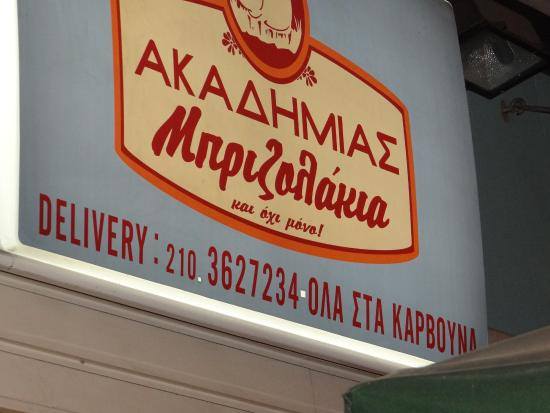 ΑΚΑΔΗΜΙΑΣ
Μπριζολάκια
και όχι μόνο!
DELIVERY: 210.3627234·ΟΛΑ ΣΤΑ ΚΑΡΒΟΥΝΑ